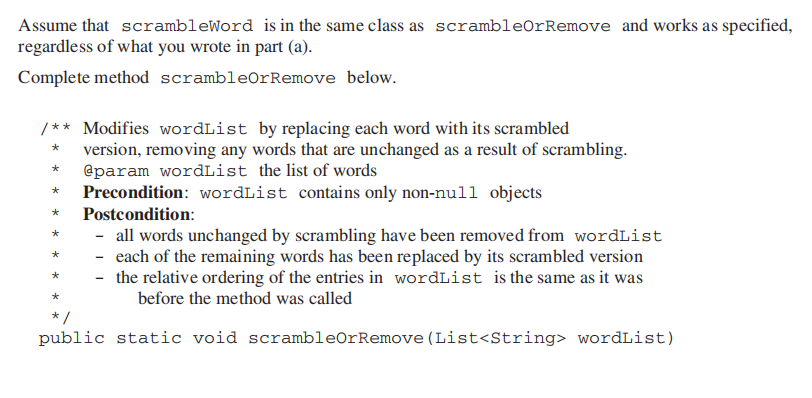 Assume that scrambleWord is in the same class as scrambleOrRemove and works as specified,
regardless of what you wrote in part (a).
Complete method scrambleOrRemove below.
/** Modifies wordList by replacing each word with its scrambled
* version, removing any words that are unchanged as a result of scrambling.
* @param wordList the list of words
* Precondition: wordList contains only non-null objects
* Postcondition:
* - all words unchanged by scrambling have been removed from wordList
* - each of the remaining words has been replaced by its scrambled version
* - the relative ordering of the entries in wordList is the same as it was
* before the method was called
*/
public static void scrambleOrRemove(List<String> wordList)